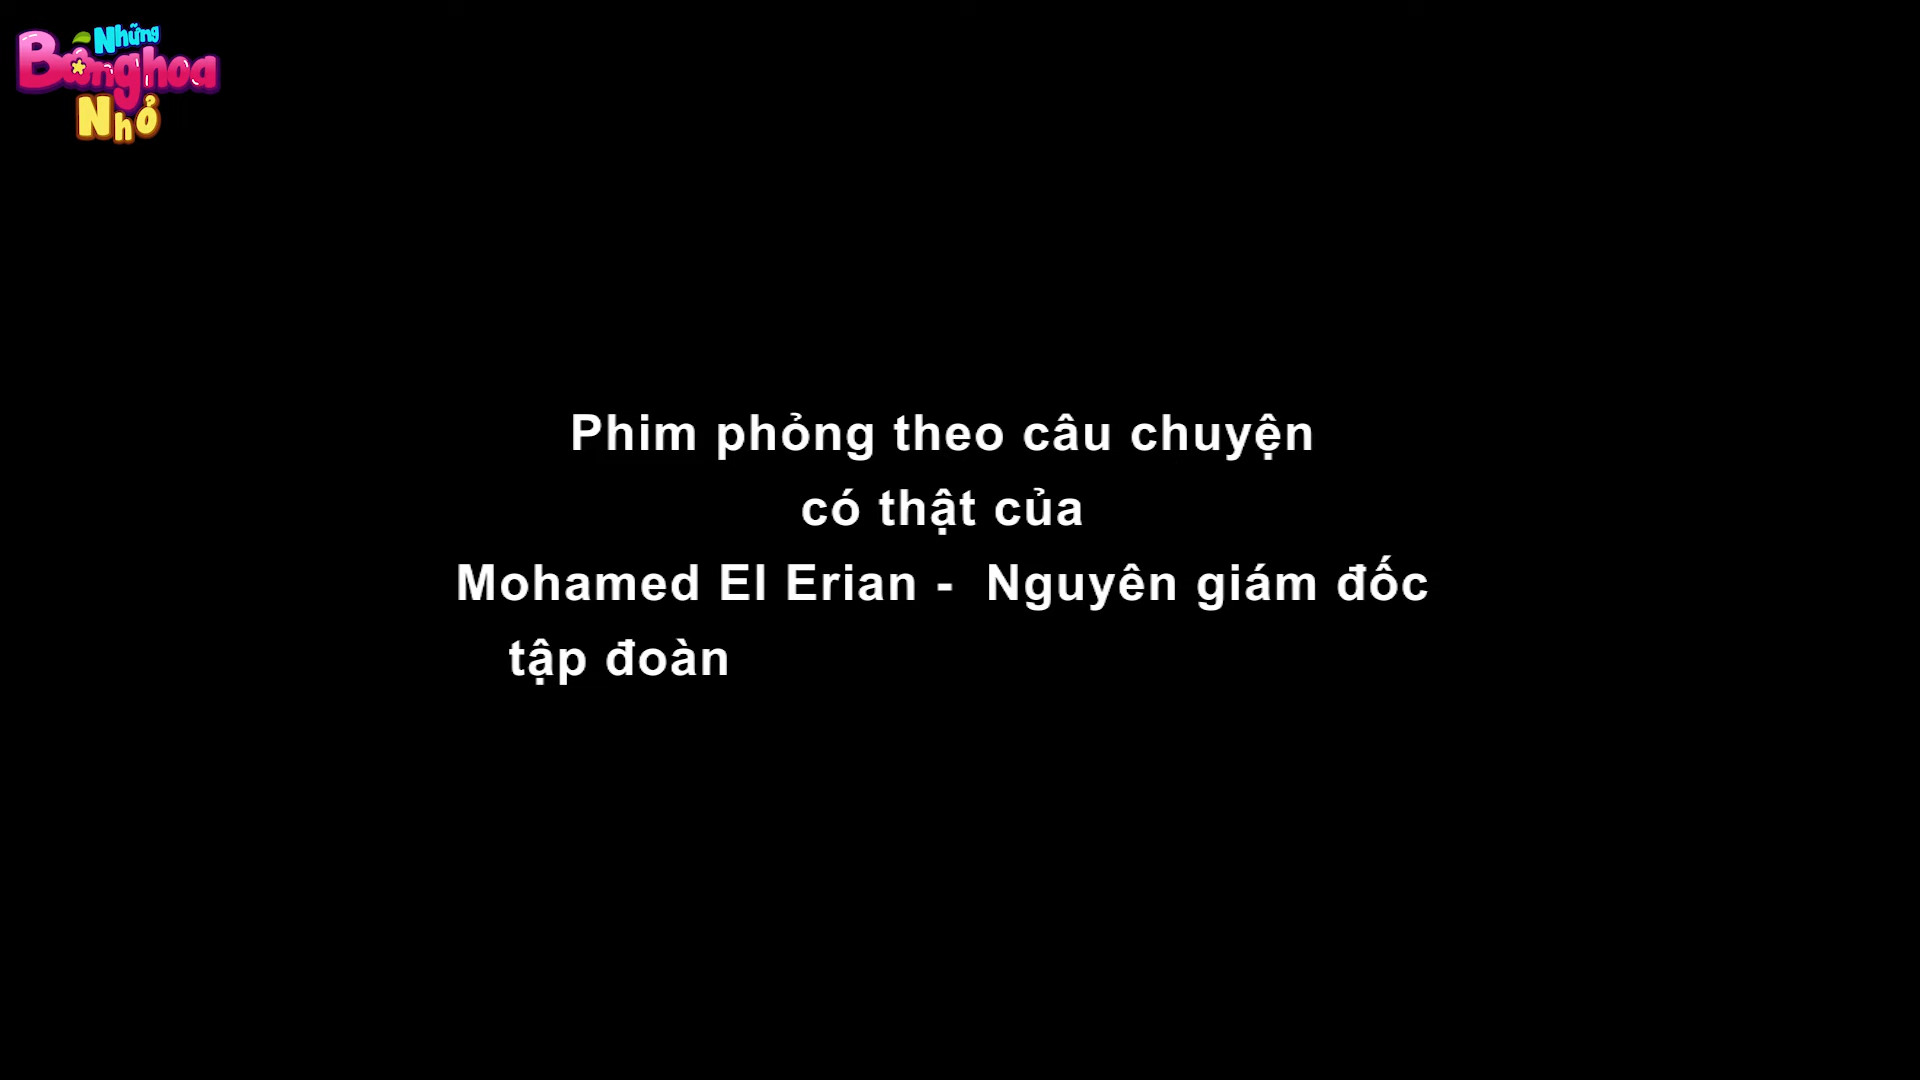 Những
Bông hoa
Nhỏ
Phim phỏng theo câu chuyện
có thật của
Mohamed El Erian -  Nguyên giám đốc
tập đoàn